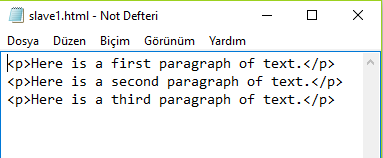 slave1.html - Not Defteri
Dosya Düzen Biçim Görünüm Yardım
<p>Here is a first paragraph of text.</p>
<p>Here is a second paragraph of text.</p>
<p>Here is a third paragraph of text.</p>